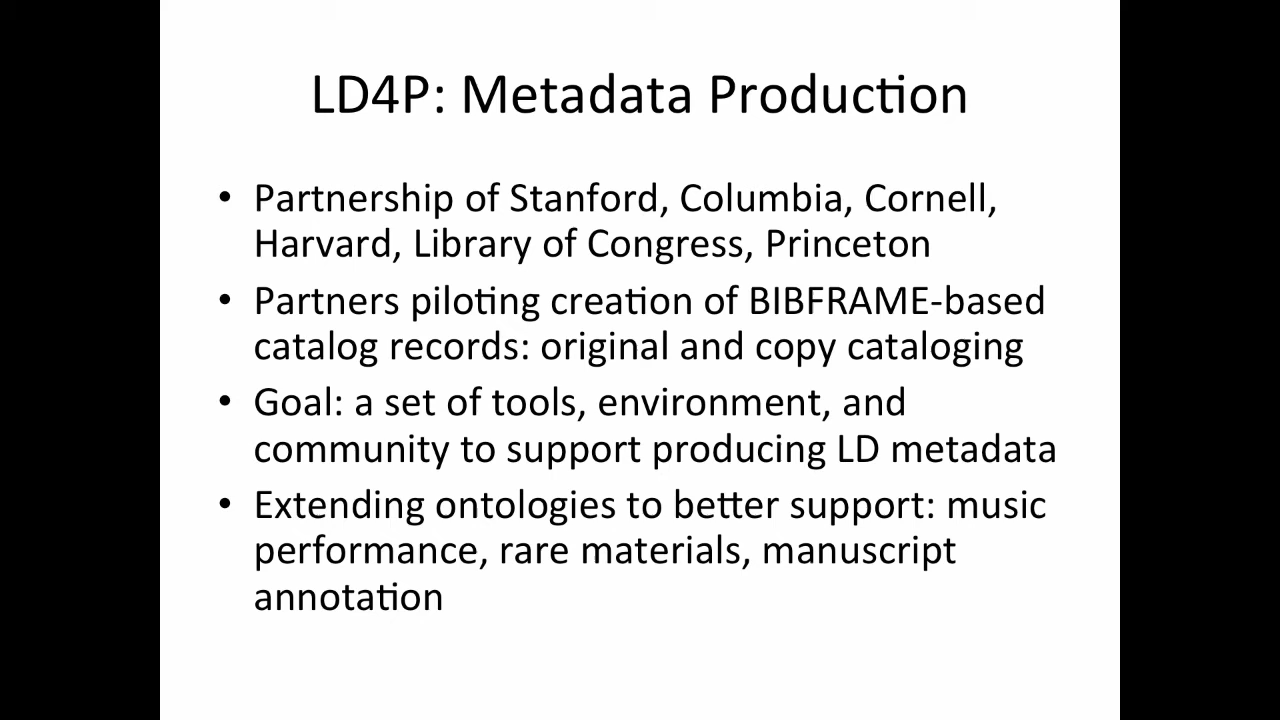 LD4P: Metadata Production
• Partnership of Stanford, Columbia, Cornell,
Harvard, Library of Congress, Princeton
• Partners piloting creation of BIBFRAME-based
catalog records: original and copy cataloging
• Goal: a set of tools, environment, and
community to support producing LD metadata
• Extending ontologies to better support: music
performance, rare materials, manuscript
annotation